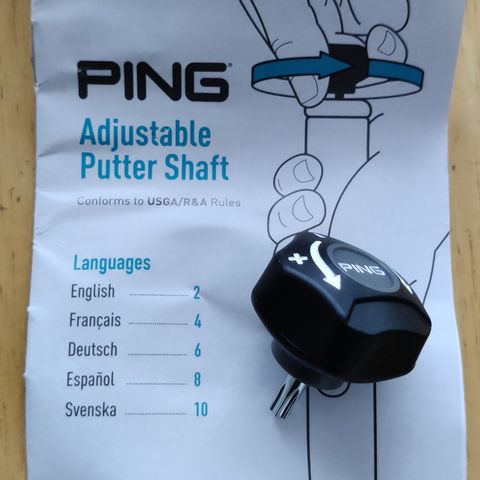 PING®
Adjustable
Putter Shaft
Conforms to USGA/R&A Rules
Languages
English 2
Français 4
Deutsch 6
Español 8
Svenska 10
+
PING